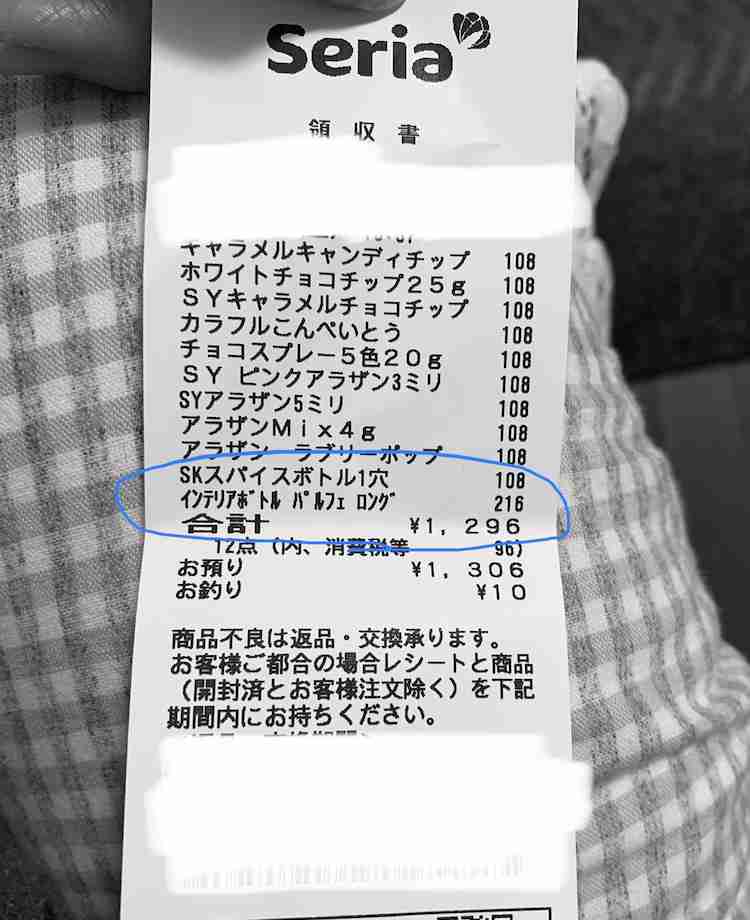 Seria
領収書
キャラメルキャンディチップ 108
ホワイトチョコチップ25g 108
SYキャラメルチョコチップ 108
カラフルこんぺいとう 108
チョコスプレー5色20g 108
SY ピンクアラザン3ミリ 108
SYアラザン5ミリ 108
アラザンMix4g 108
アラザン ラブリーポップ 108
SKスパイスボトル1穴 108
ｲﾝﾃﾘｱﾎﾞﾄﾙ ﾊﾟﾙﾌｪ ﾛﾝｸﾞ 216
合計 ¥1,296
12点(内、消費税等 96)
お預り ¥1,306
お釣り ¥10
商品不良は返品・交換承ります。
お客様ご都合の場合レシートと商品
(開封済とお客様注文除く)を下記
期間内にお持ちください。